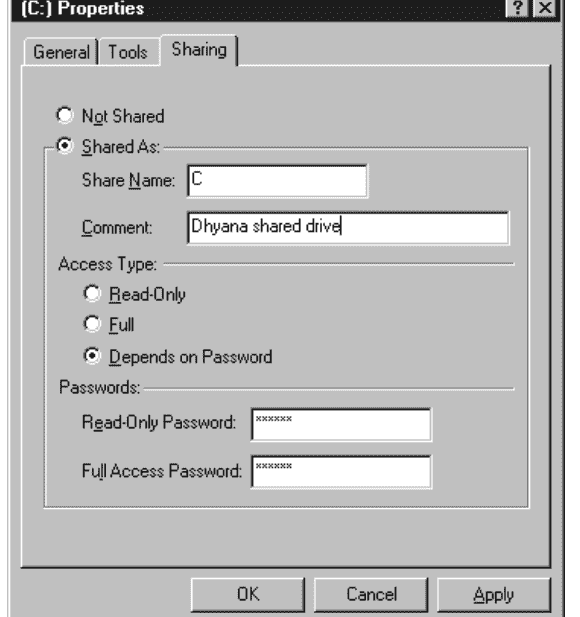 (C:) Properties
General Tools Sharing
Not Shared
Shared As:
Share Name: C
Comment: Dhyana shared drive
Access Type:
Read-Only
Full
Depends on Password
Passwords:
Read-Only Password: ******
Full Access Password: ******
OK Cancel Apply